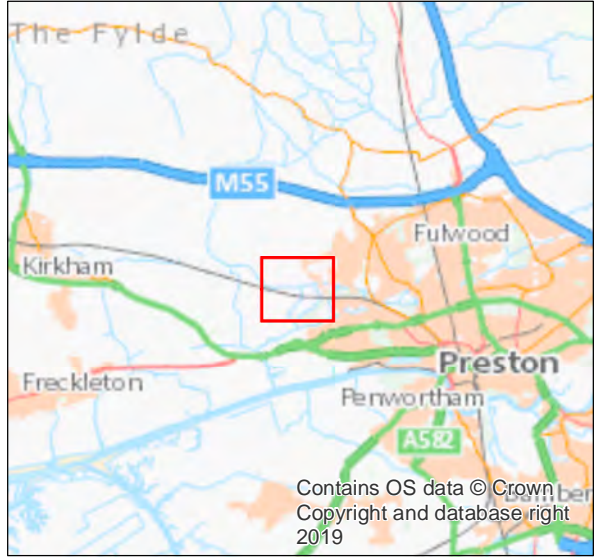 The Fylde
M55
Fulwood
Kirkham
Preston
Freckleton
Penwortham
A582
Contains OS data © Crown
Copyright and database right
2019